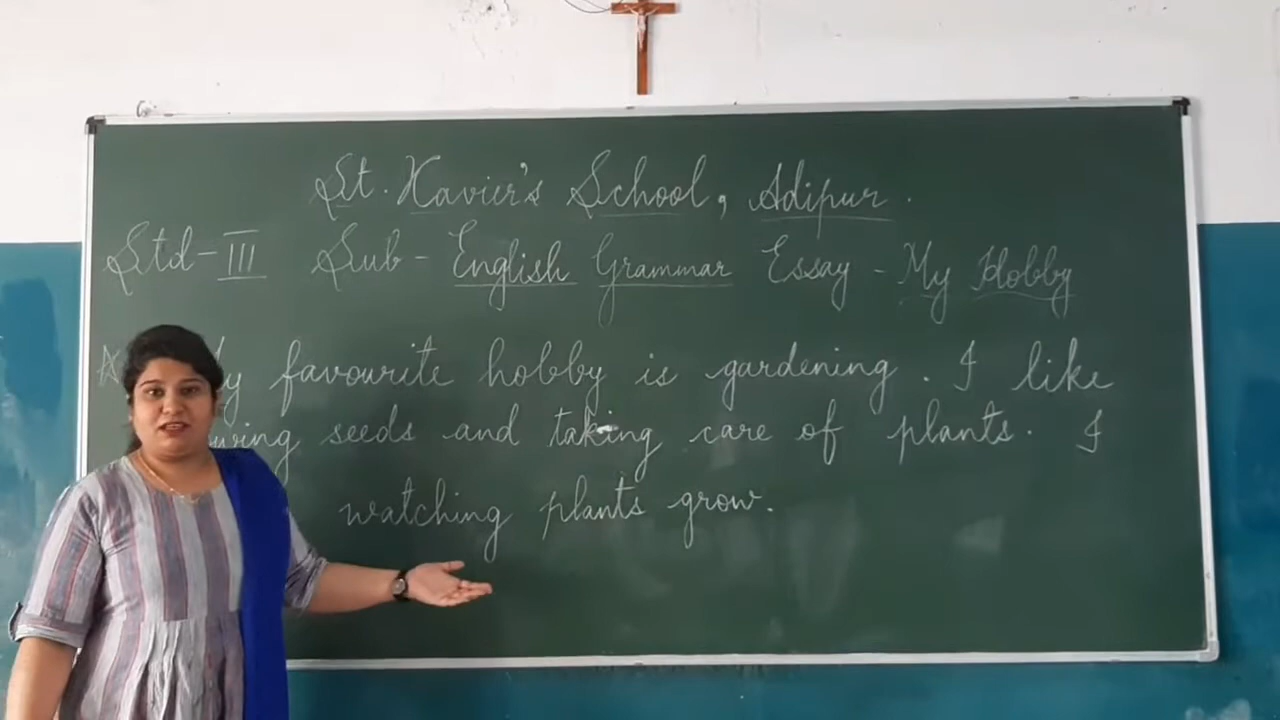 St. Xavier's School, Adipur.
Std-III Sub - English Grammar Essay - My Hobby
favourite hobby is gardening. I like
seeds and taking care of plants. I
watching plants grow.